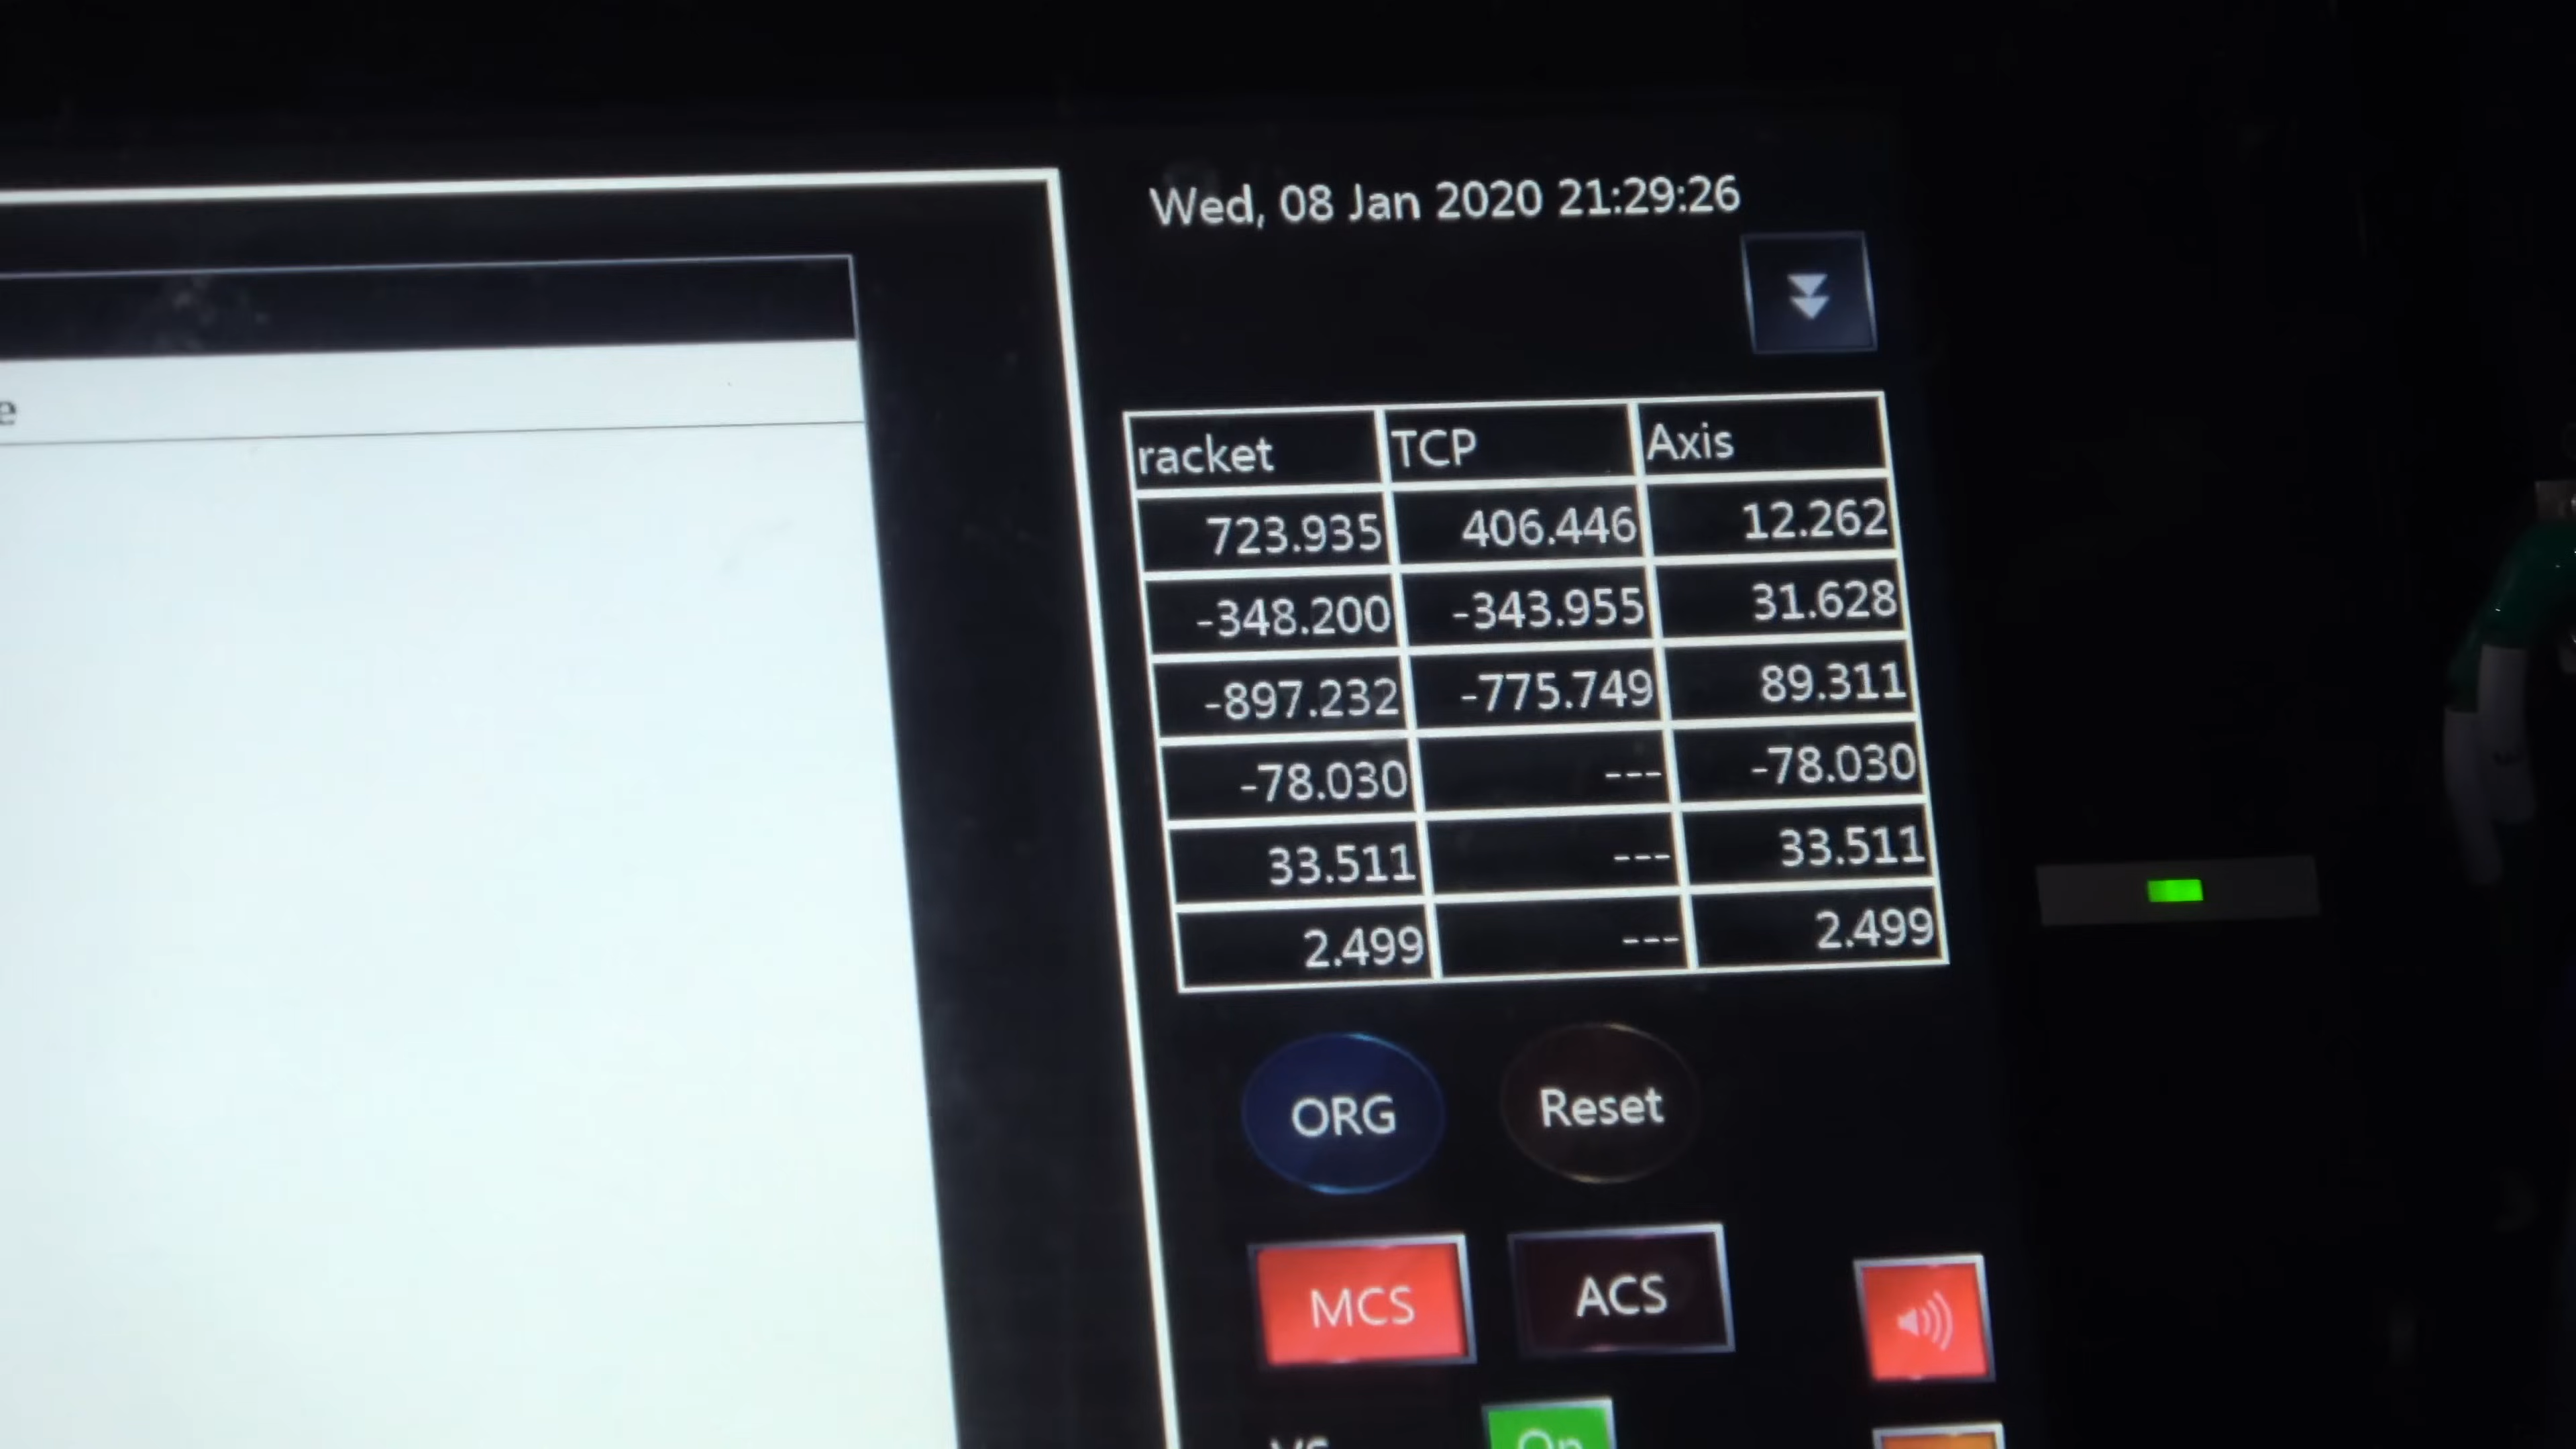 Wed, 08 Jan 2020 21:29:26
e
racket TCP Axis
723.935 406.446 12.262
-348.200 -343.955 31.628
-897.232 -775.749 89.311
-78.030 --- -78.030
33.511 --- 33.511
2.499 --- 2.499
ORG Reset
MCS ACS
On